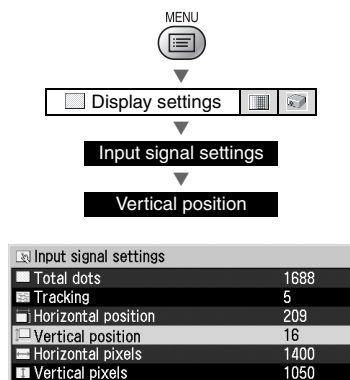 MENU
Display settings
Input signal settings
Vertical position
Input signal settings
Total dots 1688
Tracking 5
Horizontal position 209
Vertical position 16
Horizontal pixels 1400
Vertical pixels 1050